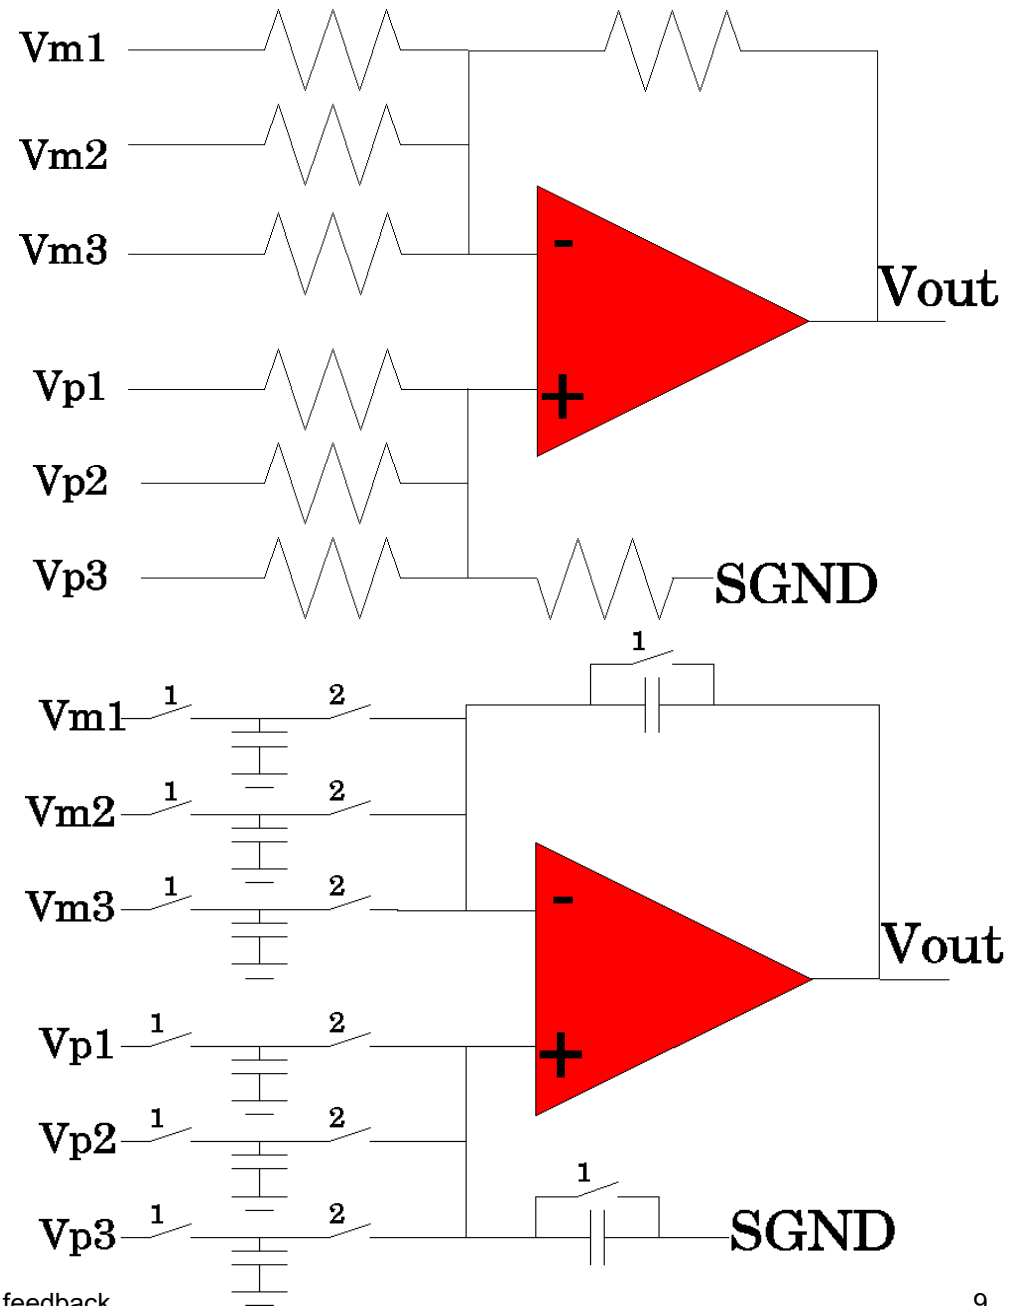 Vm1
Vm2
Vm3
-
Vout
Vp1
+
Vp2
Vp3
SGND
1
Vm1 1 2
Vm2 1 2
Vm3 1 2
-
Vout
Vp1 1 2
+
Vp2 1 2
1
Vp3 1 2
SGND
feedback
9